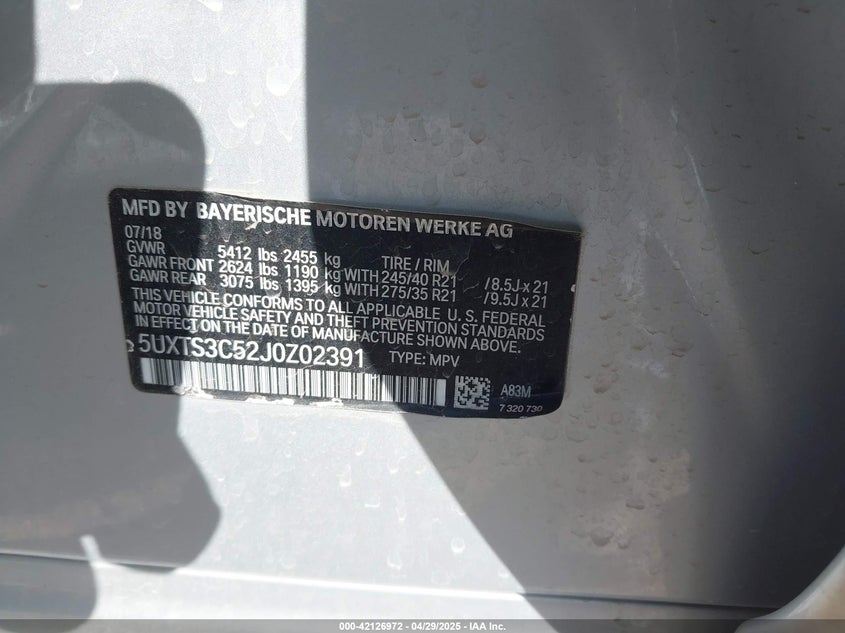 MFD BY BAYERISCHE MOTOREN WERKE AG
07/18
GVWR 5412 lbs 2455 kg TIRE / RIM
GAWR FRONT 2624 lbs 1190 kg WITH 245/40 R21 /8.5J x 21
GAWR REAR 3075 lbs 1395 kg WITH 275/35 R21 /9.5J x 21
THIS VEHICLE CONFORMS TO ALL APPLICABLE U. S. FEDERAL
MOTOR VEHICLE SAFETY AND THEFT PREVENTION STANDARDS
IN EFFECT ON THE DATE OF MANUFACTURE SHOWN ABOVE.
5UXTS3C52J0Z02391 TYPE: MPV
A83M
7 320 730
000-42126972 - 04/29/2025 - IAA Inc.